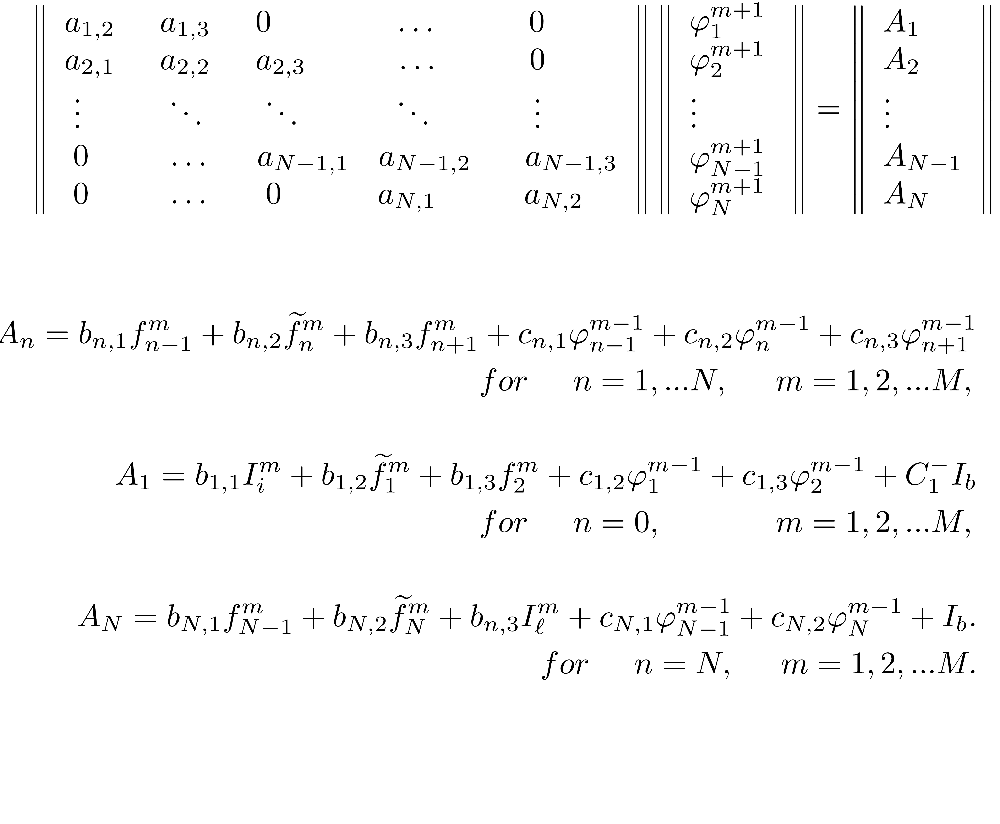 ‖ a_{1,2} a_{1,3} 0 … 0 ‖ ‖ φ_1^{m+1} ‖ ‖ A_1 ‖
‖ a_{2,1} a_{2,2} a_{2,3} … 0 ‖ ‖ φ_2^{m+1} ‖ ‖ A_2 ‖
‖ ⋮ ⋱ ⋱ ⋱ ⋮ ‖ ‖ ⋮ ‖ = ‖ ⋮ ‖
‖ 0 … a_{N−1,1} a_{N−1,2} a_{N−1,3} ‖ ‖ φ_{N−1}^{m+1} ‖ ‖ A_{N−1} ‖
‖ 0 … 0 a_{N,1} a_{N,2} ‖ ‖ φ_N^{m+1} ‖ ‖ A_N ‖
A_n = b_{n,1}f_{n−1}^m + b_{n,2}f̃_n^m + b_{n,3}f_{n+1}^m + c_{n,1}φ_{n−1}^{m−1} + c_{n,2}φ_n^{m−1} + c_{n,3}φ_{n+1}^{m−1}
for n = 1, ...N, m = 1, 2, ...M,
A_1 = b_{1,1}I_i^m + b_{1,2}f̃_1^m + b_{1,3}f_2^m + c_{1,2}φ_1^{m−1} + c_{1,3}φ_2^{m−1} + C_1^− I_b
for n = 0, m = 1, 2, ...M,
A_N = b_{N,1}f_{N−1}^m + b_{N,2}f̃_N^m + b_{n,3}I_ℓ^m + c_{N,1}φ_{N−1}^{m−1} + c_{N,2}φ_N^{m−1} + I_b.
for n = N, m = 1, 2, ...M.